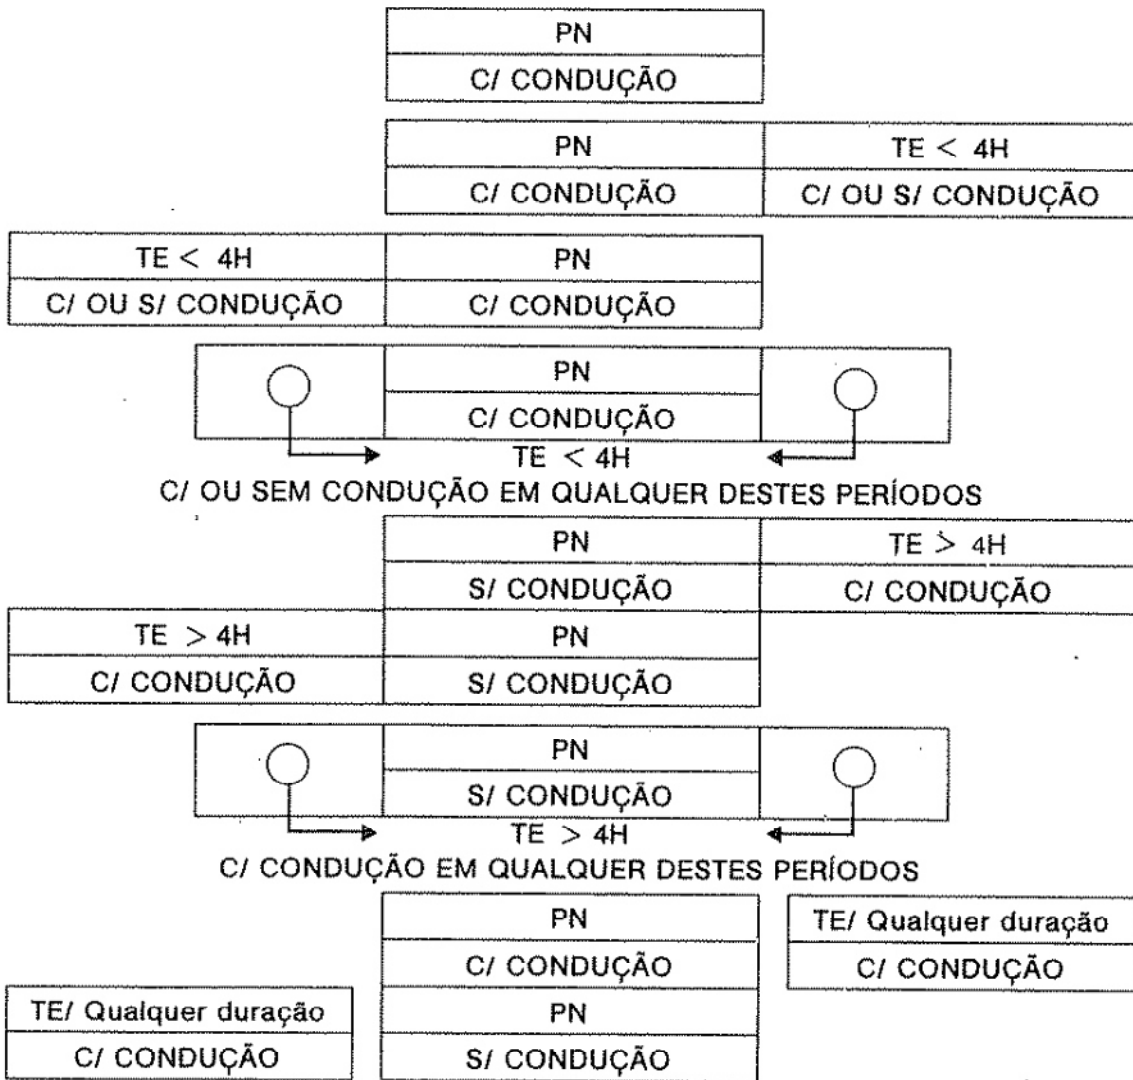 PN
C/ CONDUÇÃO
PN TE < 4H
C/ CONDUÇÃO C/ OU S/ CONDUÇÃO
TE < 4H PN
C/ OU S/ CONDUÇÃO C/ CONDUÇÃO
PN
C/ CONDUÇÃO
TE < 4H
C/ OU SEM CONDUÇÃO EM QUALQUER DESTES PERÍODOS
PN TE > 4H
S/ CONDUÇÃO C/ CONDUÇÃO
TE > 4H PN
C/ CONDUÇÃO S/ CONDUÇÃO
PN
S/ CONDUÇÃO
TE > 4H
C/ CONDUÇÃO EM QUALQUER DESTES PERÍODOS
PN TE/ Qualquer duração
C/ CONDUÇÃO C/ CONDUÇÃO
TE/ Qualquer duração PN
C/ CONDUÇÃO S/ CONDUÇÃO